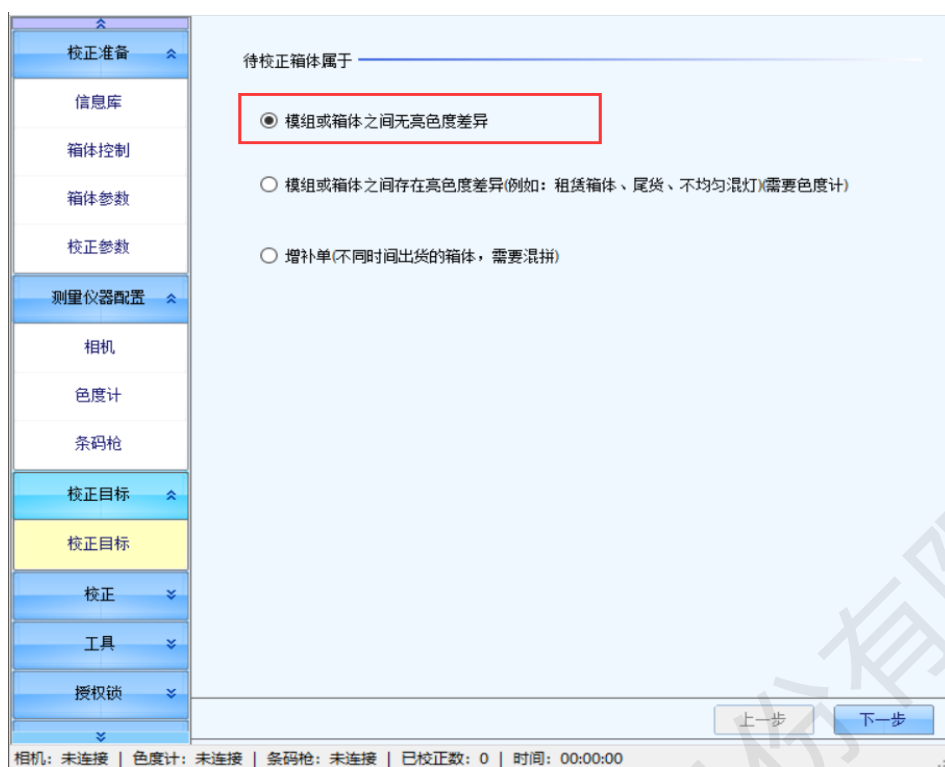 校正准备
信息库
箱体控制
箱体参数
校正参数
测量仪器配置
相机
色度计
条码枪
校正目标
校正目标
校正
工具
授权锁
待校正箱体属于
模组或箱体之间无亮色度差异
模组或箱体之间存在亮色度差异(例如：租赁箱体、尾货、不均匀混灯)(需要色度计)
增补单(不同时间出货的箱体，需要混拼)
上一步
下一步
相机：未连接 | 色度计：未连接 | 条码枪：未连接 | 已校正数：0 | 时间：00:00:00
份有